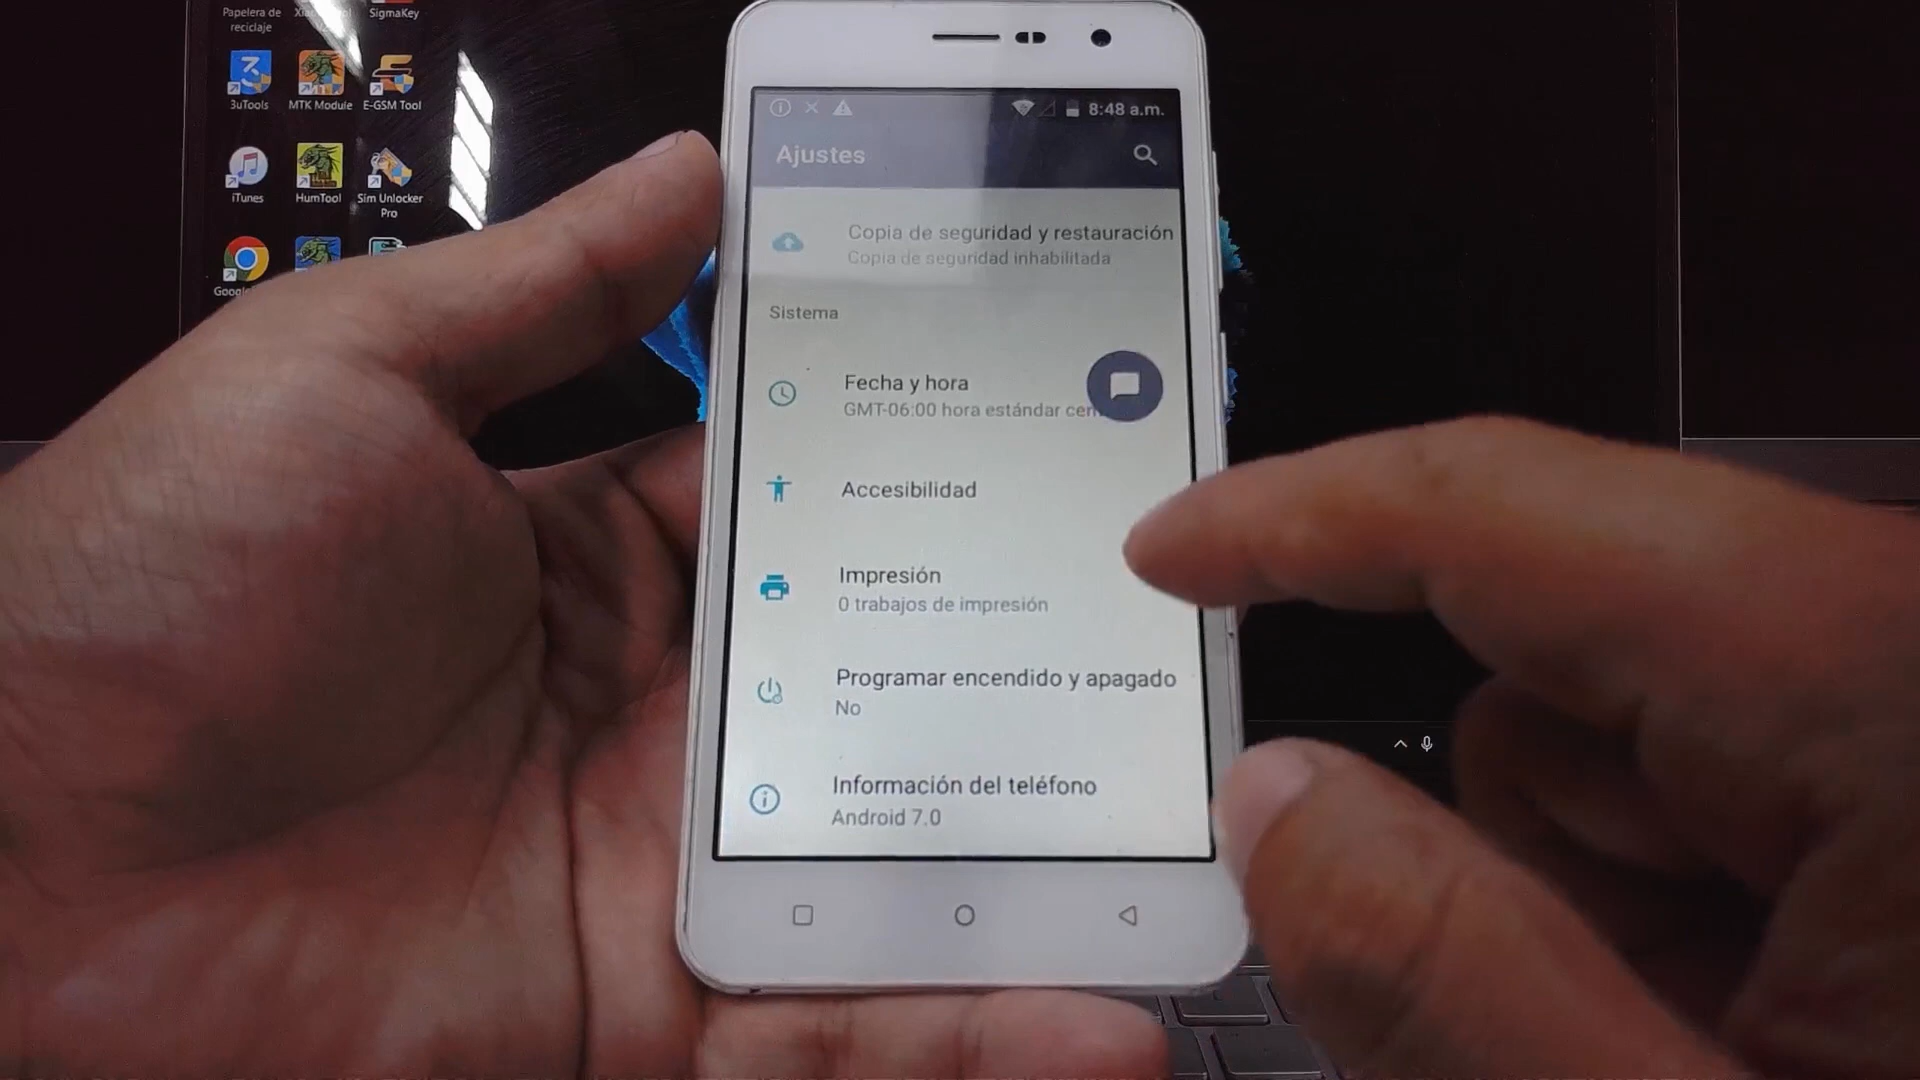 Papelera de
reciclaje
SigmaKey
3uTools
MTK Module
E-GSM Tool
iTunes
HumTool
Sim Unlocker
Pro
8:48 a.m.
Ajustes
Copia de seguridad y restauración
Copia de seguridad inhabilitada
Sistema
Fecha y hora
GMT-06:00 hora estándar
Accesibilidad
Impresión
0 trabajos de impresión
Programar encendido y apagado
No
Información del teléfono
Android 7.0